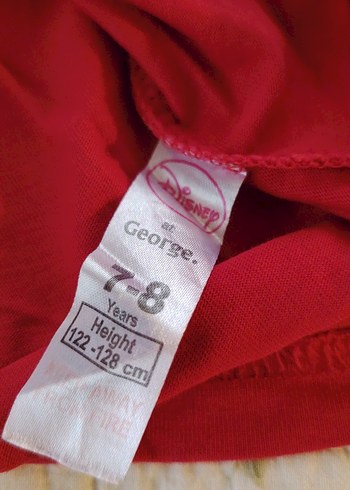 Disney
at
George.
7-8
Years
Height
122-128 cm
KEEP AWAY
FROM FIRE